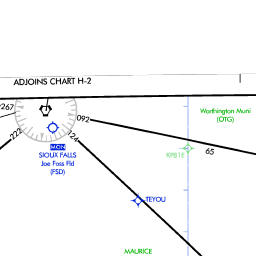 ADJOINS CHART H-2
267
092
222
124
Worthington Muni
(OTG)
MON
SIOUX FALLS
Joe Foss Fld
(FSD)
KP81E
65
TEYOU
MAURICE